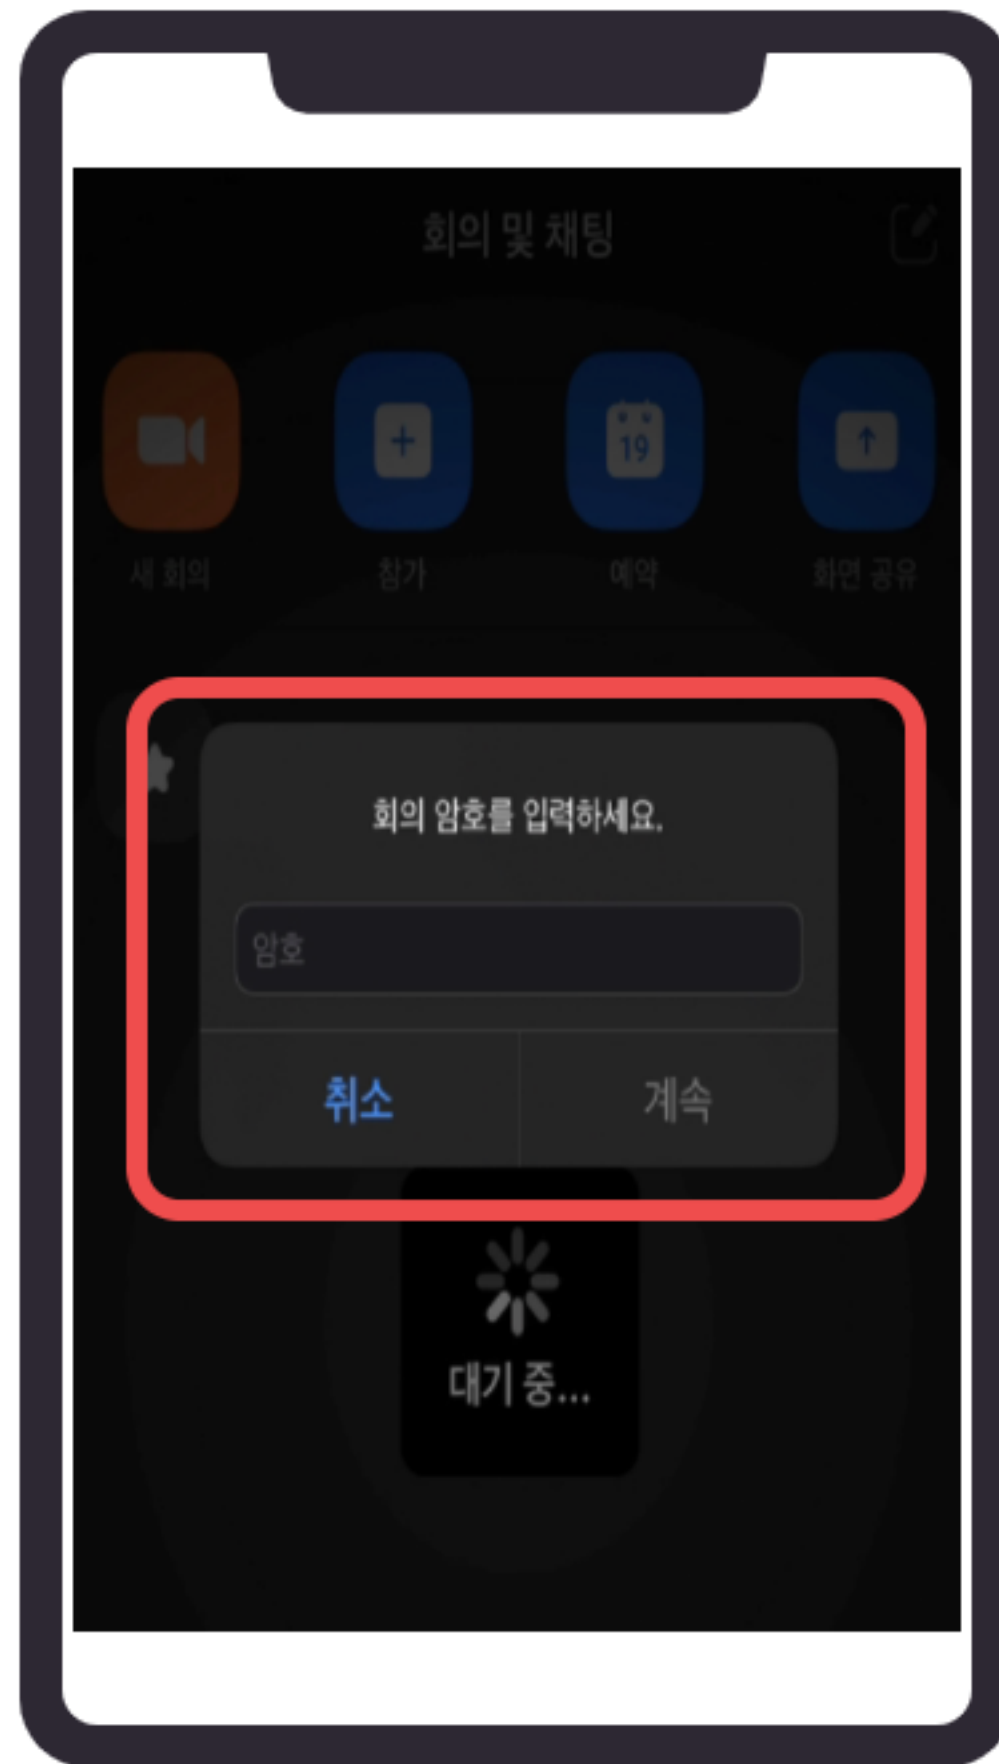 회의 및 채팅
19
새 회의 참가 예약 화면 공유
회의 암호를 입력하세요.
암호
취소 계속
대기 중...